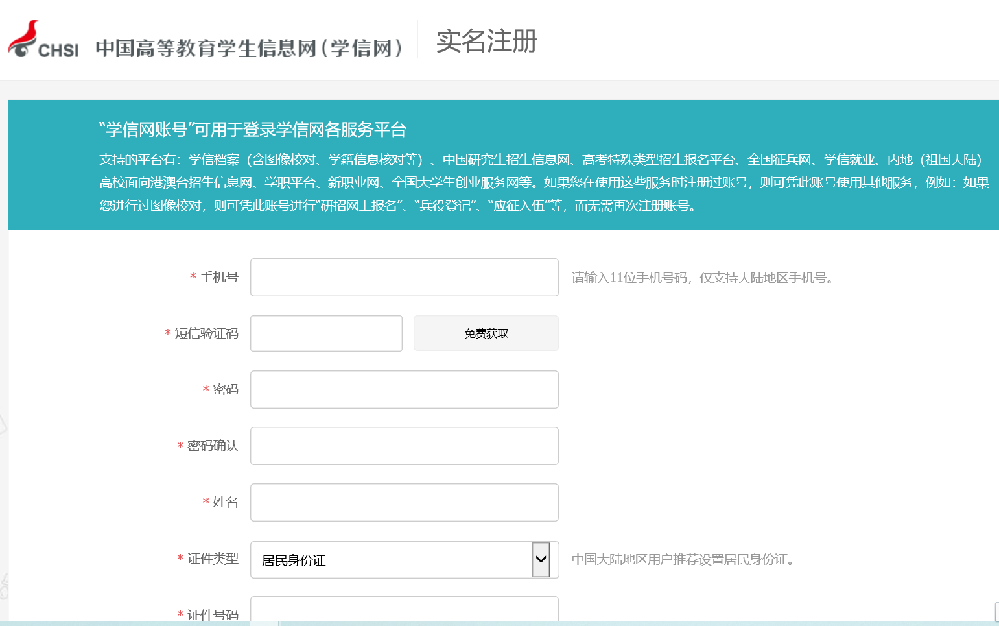 CHSI 中国高等教育学生信息网（学信网） 实名注册
“学信网账号”可用于登录学信网各服务平台
支持的平台有：学信档案（含图像校对、学籍信息核对等）、中国研究生招生信息网、高考特殊类型招生报名平台、全国征兵网、学信就业、内地（祖国大陆）
高校面向港澳台招生信息网、学职平台、新职业网、全国大学生创业服务网等。如果您在使用这些服务时注册过账号，则可凭此账号使用其他服务，例如：如果
您进行过图像校对，则可凭此账号进行“研招网上报名”、“兵役登记”、“应征入伍”等，而无需再次注册账号。
* 手机号 请输入11位手机号码，仅支持大陆地区手机号。
* 短信验证码 免费获取
* 密码
* 密码确认
* 姓名
* 证件类型 居民身份证 中国大陆地区用户推荐设置居民身份证。
* 证件号码